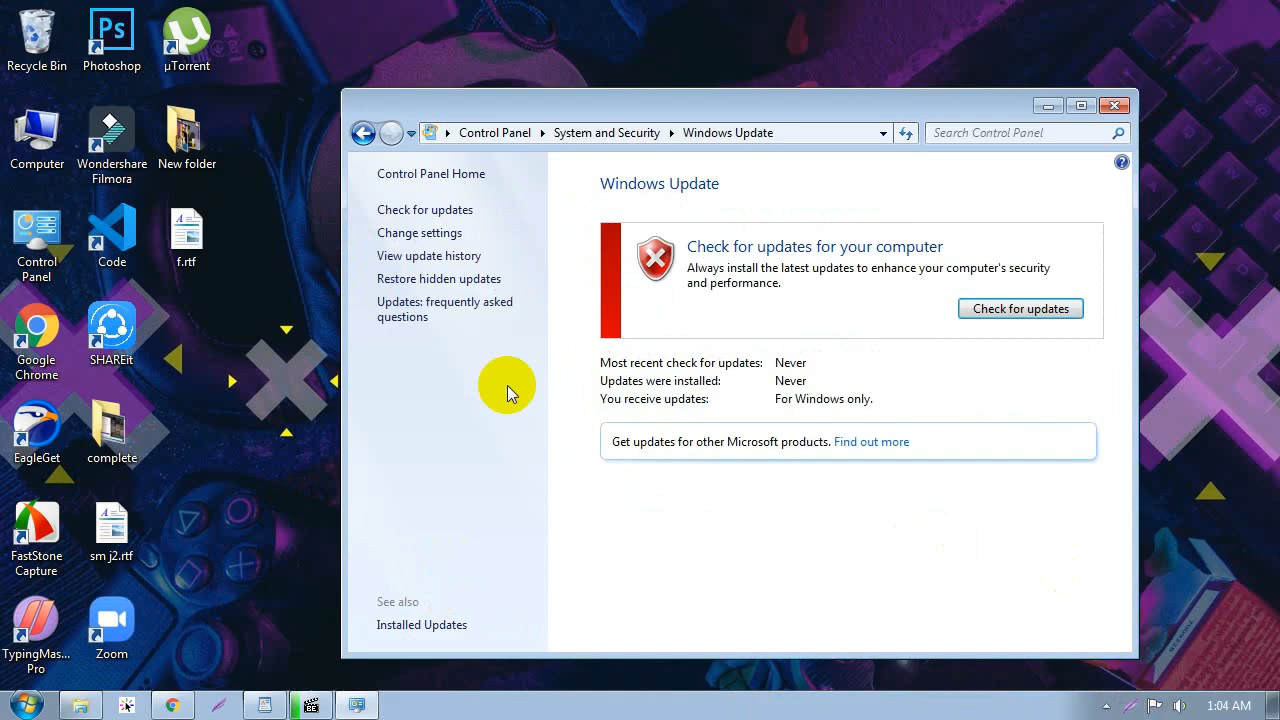 Recycle Bin
Ps
Photoshop
µ
µTorrent
Computer
Wondershare
Filmora
New folder
Control
Panel
Code
f.rtf
Google
Chrome
SHAREit
EagleGet
complete
FastStone
Capture
sm j2.rtf
TypingMas...
Pro
Zoom
Control Panel
System and Security
Windows Update
Search Control Panel
Control Panel Home
Check for updates
Change settings
View update history
Restore hidden updates
Updates: frequently asked
questions
See also
Installed Updates
Windows Update
Check for updates for your computer
Always install the latest updates to enhance your computer's security
and performance.
Check for updates
Most recent check for updates: Never
Updates were installed: Never
You receive updates: For Windows only.
Get updates for other Microsoft products. Find out more
BE
1:04 AM